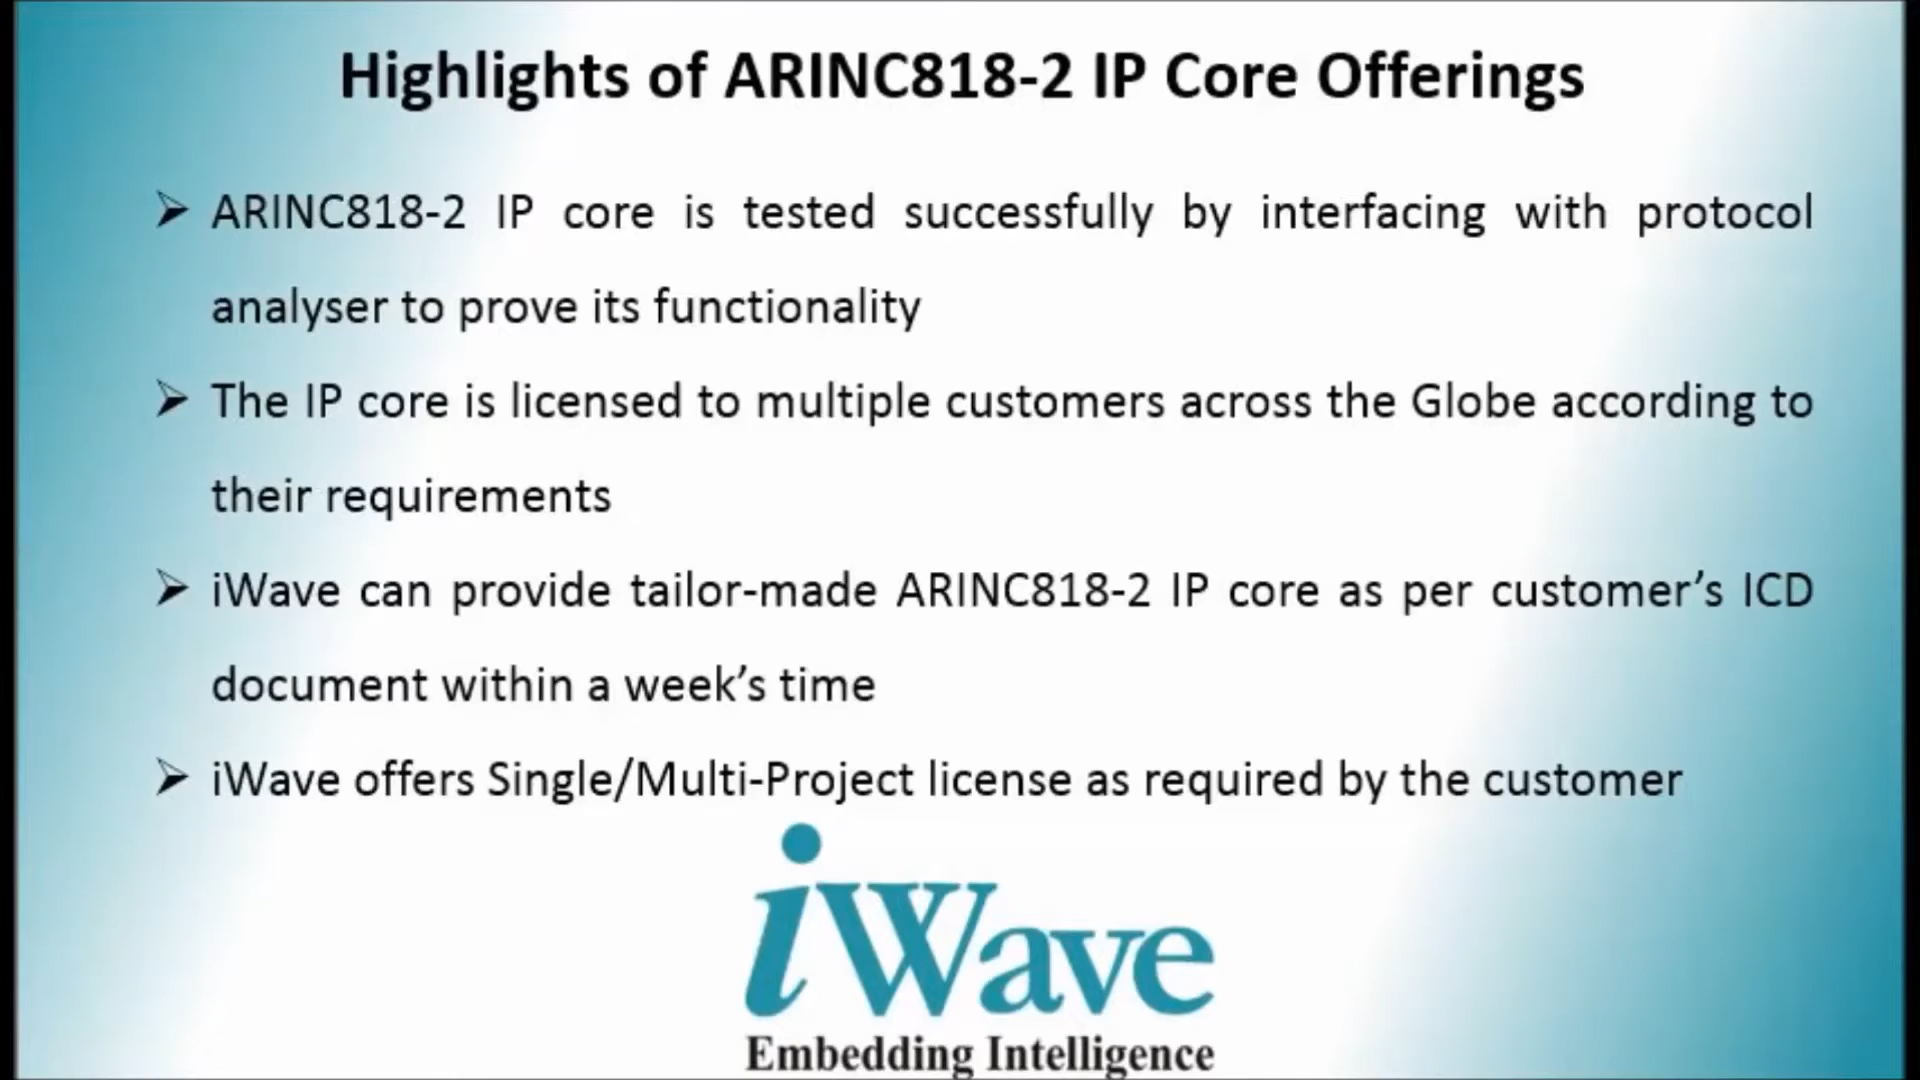 Highlights of ARINC818-2 IP Core Offerings
ARINC818-2 IP core is tested successfully by interfacing with protocol
analyser to prove its functionality
The IP core is licensed to multiple customers across the Globe according to
their requirements
iWave can provide tailor-made ARINC818-2 IP core as per customer’s ICD
document within a week’s time
iWave offers Single/Multi-Project license as required by the customer
iWave
Embedding Intelligence